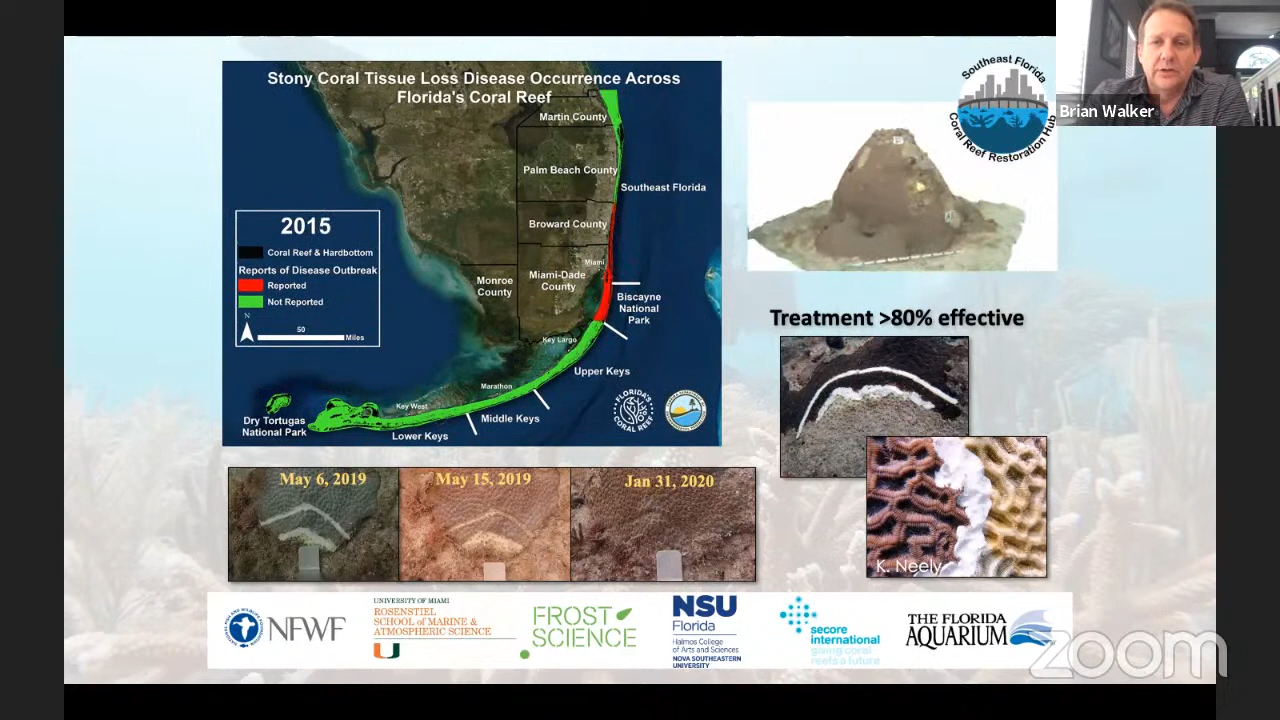 Stony Coral Tissue Loss Disease Occurrence Across
Florida's Coral Reef
Martin County
Palm Beach County
Southeast Florida
Broward County
Miami
Miami-Dade
County
Monroe
County
Biscayne
National
Park
Key Largo
Upper Keys
Marathon
Middle Keys
Key West
Lower Keys
Dry Tortugas
National Park
2015
Coral Reef & Hardbottom
Reports of Disease Outbreak
Reported
Not Reported
N
50
Miles
FLORIDA'S
CORAL REEF
Southeast Florida
Coral Reef Restoration Hub
Brian Walker
Treatment >80% effective
K. Neely
May 6, 2019
May 15, 2019
Jan 31, 2020
NFWF
UNIVERSITY OF MIAMI
ROSENSTIEL
SCHOOL of MARINE &
ATMOSPHERIC SCIENCE
FROST
SCIENCE
NSU
Florida
Halmos College
of Arts and Sciences
NOVA SOUTHEASTERN
UNIVERSITY
secore
international
giving coral
reefs a future
THE FLORIDA
AQUARIUM
zoom